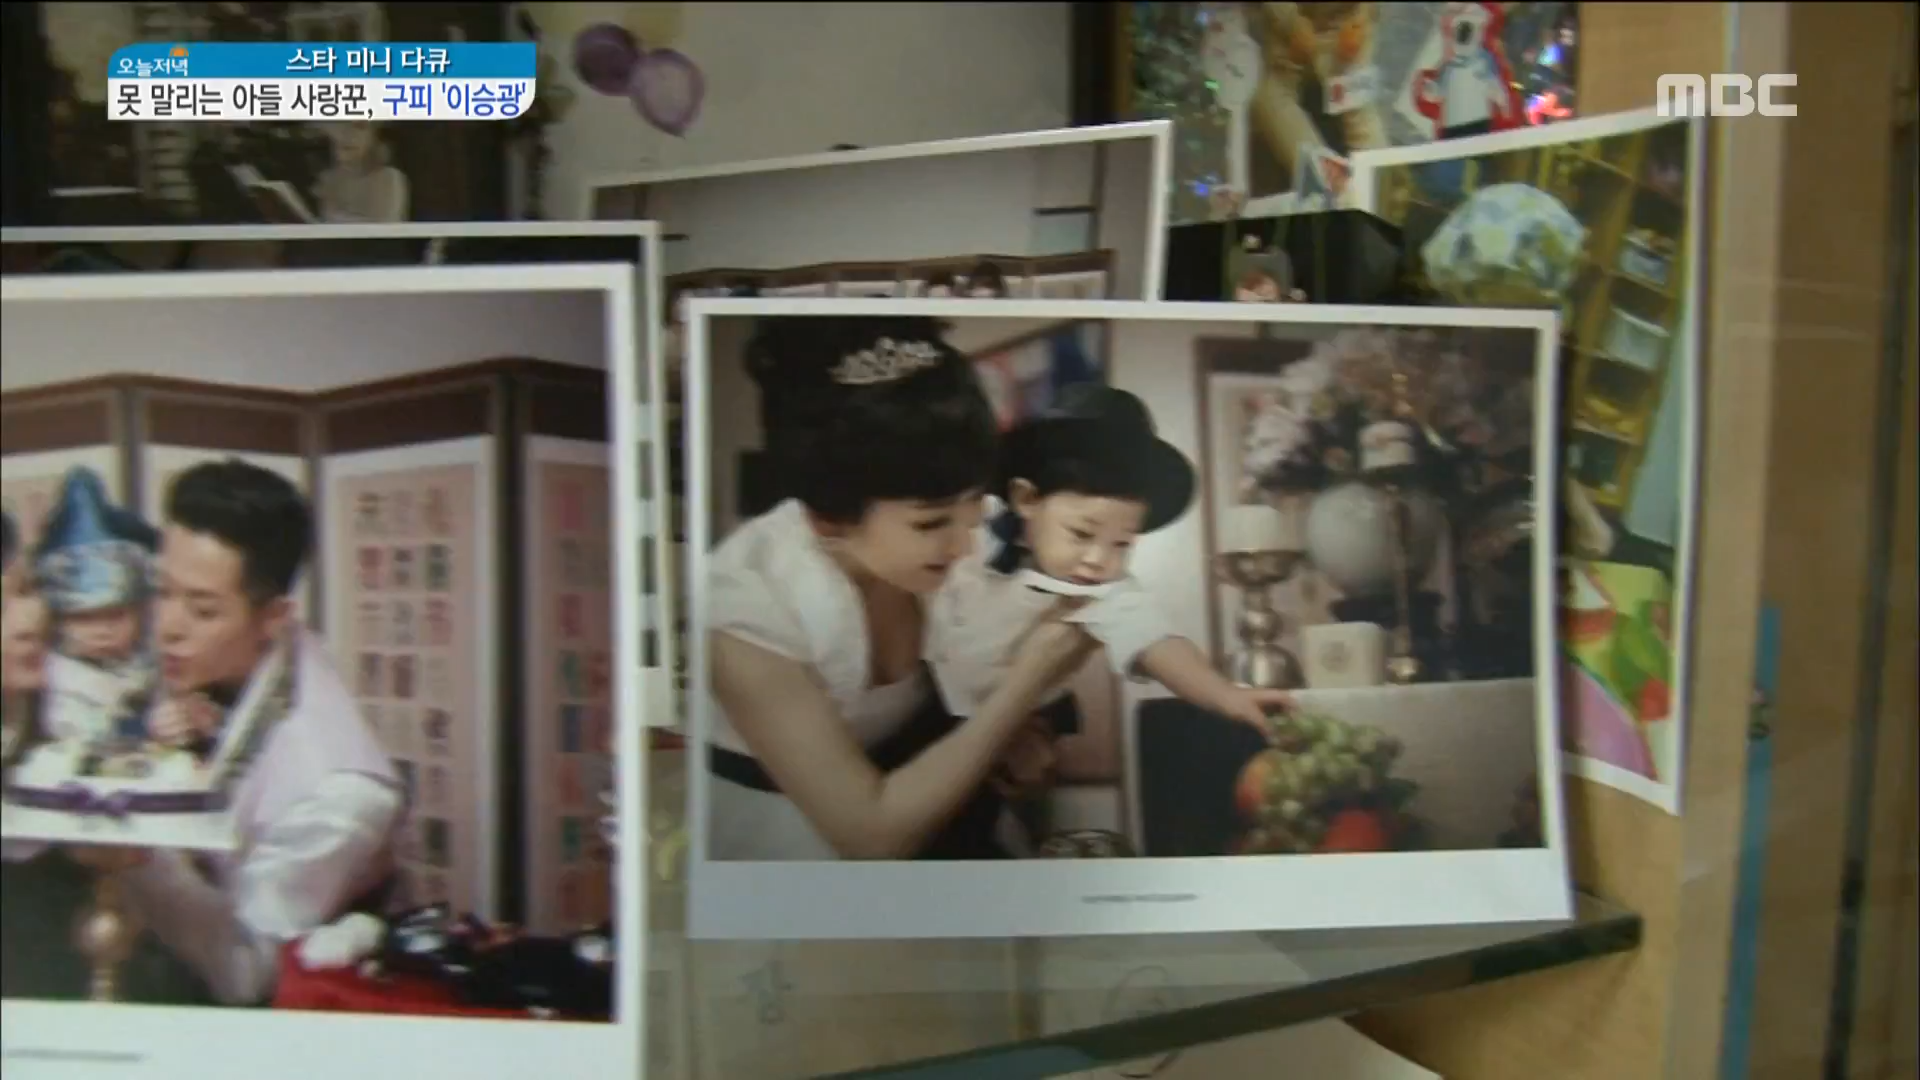 오늘저녁
스타 미니 다큐
못 말리는 아들 사랑꾼, 구피 '이승광'
MBC